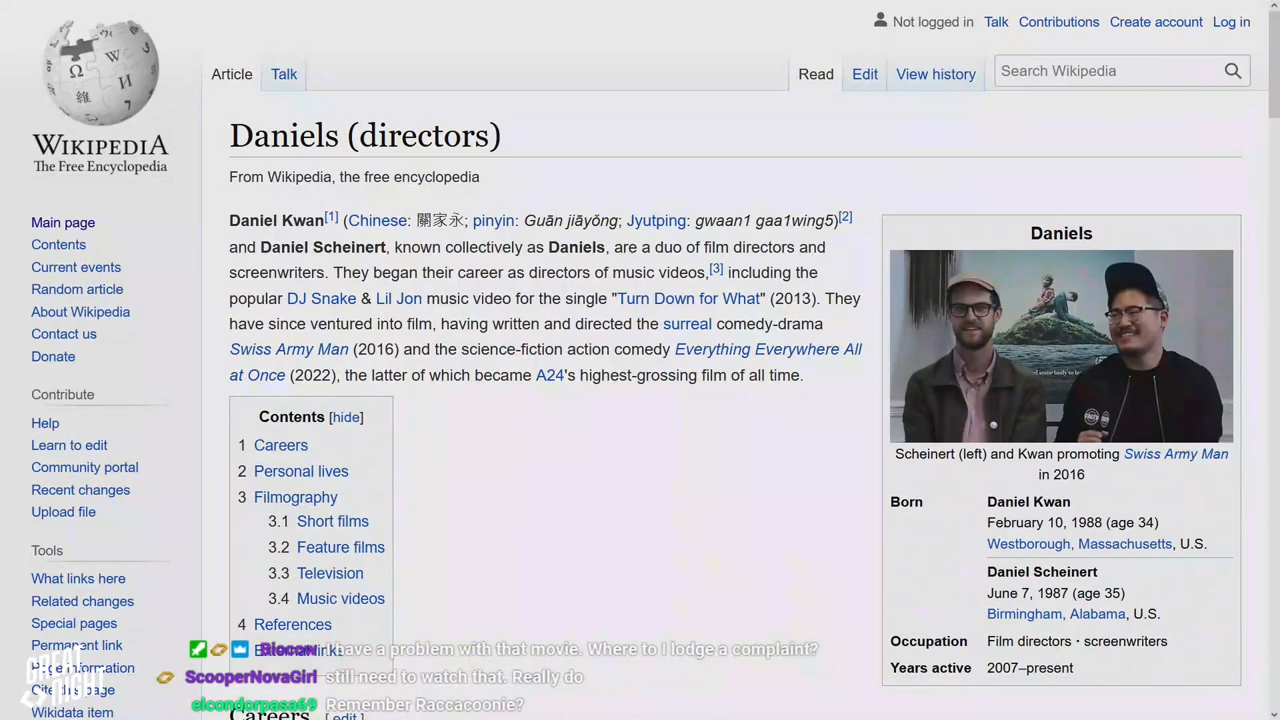 Not logged in Talk Contributions Create account Log in
Article Talk Read Edit View history Search Wikipedia
WIKIPEDIA
The Free Encyclopedia
Daniels (directors)
From Wikipedia, the free encyclopedia
Daniel Kwan[1] (Chinese: 關家永; pinyin: Guān jiāyǒng; Jyutping: gwaan1 gaa1wing5)[2]
and Daniel Scheinert, known collectively as Daniels, are a duo of film directors and
screenwriters. They began their career as directors of music videos,[3] including the
popular DJ Snake & Lil Jon music video for the single "Turn Down for What" (2013). They
have since ventured into film, having written and directed the surreal comedy-drama
Swiss Army Man (2016) and the science-fiction action comedy Everything Everywhere All
at Once (2022), the latter of which became A24's highest-grossing film of all time.
Main page
Contents
Current events
Random article
About Wikipedia
Contact us
Donate
Contribute
Help
Learn to edit
Community portal
Recent changes
Upload file
Tools
What links here
Related changes
Special pages
Permanent link
Page information
Cite this page
Wikidata item
Contents [hide]
1 Careers
2 Personal lives
3 Filmography
3.1 Short films
3.2 Feature films
3.3 Television
3.4 Music videos
4 References
Careers [edit]
Daniels
Scheinert (left) and Kwan promoting Swiss Army Man
in 2016
Born Daniel Kwan
February 10, 1988 (age 34)
Westborough, Massachusetts, U.S.
Daniel Scheinert
June 7, 1987 (age 35)
Birmingham, Alabama, U.S.
Occupation Film directors · screenwriters
Years active 2007–present
have a problem with that movie. Where to I lodge a complaint?
ScooperNovaGirl still need to watch that. Really do
elcondorpasa69 Remember Raccacoonie?
GREAT
NIGHT